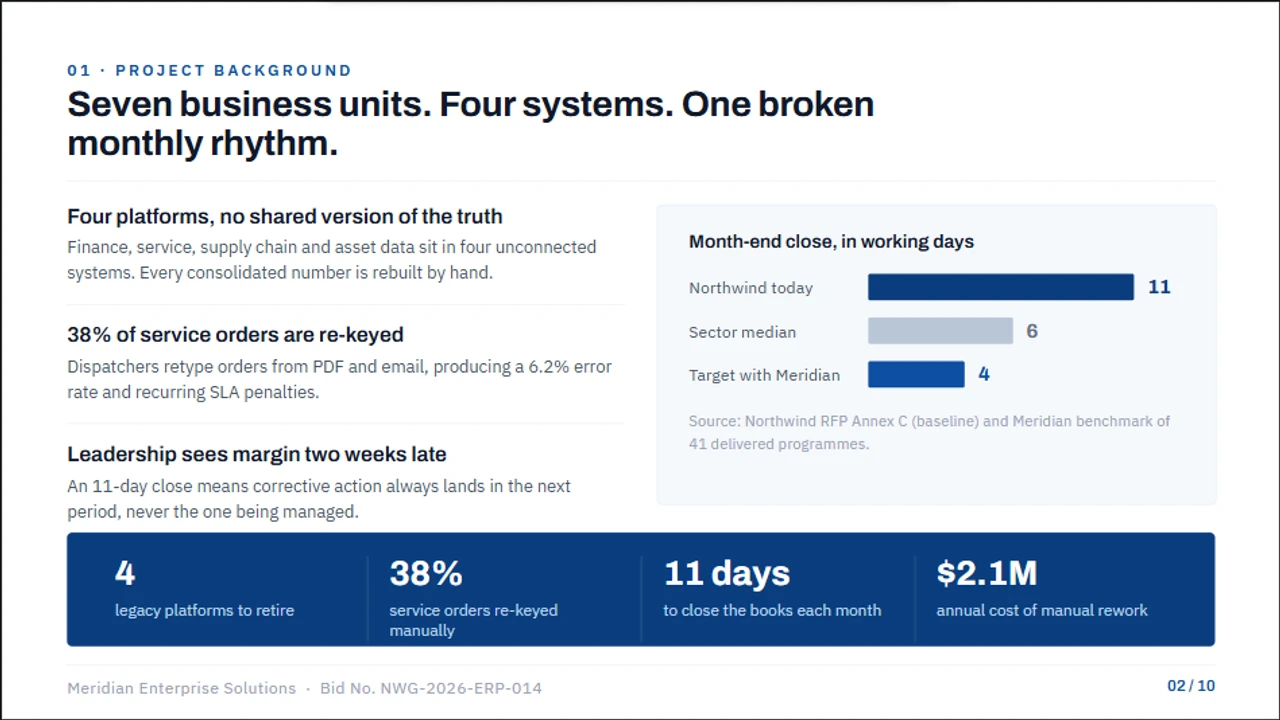 01 · PROJECT BACKGROUND
Seven business units. Four systems. One broken
monthly rhythm.
Four platforms, no shared version of the truth
Finance, service, supply chain and asset data sit in four unconnected
systems. Every consolidated number is rebuilt by hand.
38% of service orders are re-keyed
Dispatchers retype orders from PDF and email, producing a 6.2% error
rate and recurring SLA penalties.
Leadership sees margin two weeks late
An 11-day close means corrective action always lands in the next
period, never the one being managed.
Month-end close, in working days
Northwind today 11
Sector median 6
Target with Meridian 4
Source: Northwind RFP Annex C (baseline) and Meridian benchmark of
41 delivered programmes.
4
legacy platforms to retire
38%
service orders re-keyed
manually
11 days
to close the books each month
$2.1M
annual cost of manual rework
Meridian Enterprise Solutions · Bid No. NWG-2026-ERP-014
02 / 10